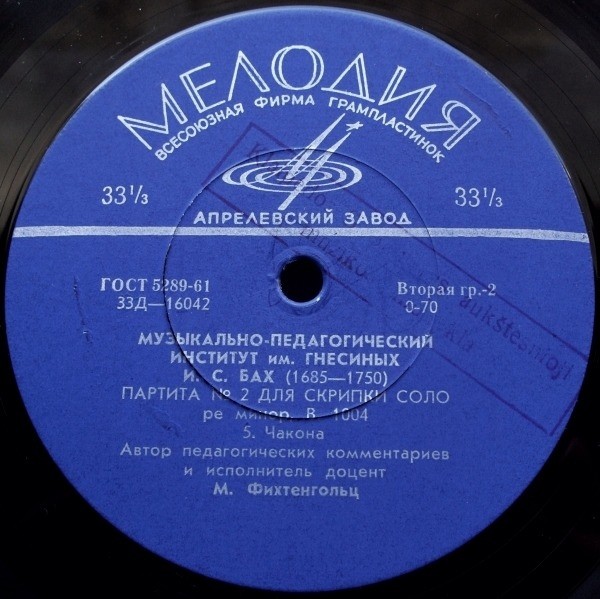 МЕЛОДИЯ
ВСЕСОЮЗНАЯ ФИРМА ГРАМПЛАСТИНОК
33⅓ 33⅓
АПРЕЛЕВСКИЙ ЗАВОД
ГОСТ 5289-61 Вторая гр.-2
33Д—16042 0-70
МУЗЫКАЛЬНО-ПЕДАГОГИЧЕСКИЙ
ИНСТИТУТ им. ГНЕСИНЫХ
И. С. БАХ (1685—1750)
ПАРТИТА № 2 ДЛЯ СКРИПКИ СОЛО
ре минор, В. 1004
5. Чакона
Автор педагогических комментариев
и исполнитель доцент
М. Фихтенгольц
aukštesnioji